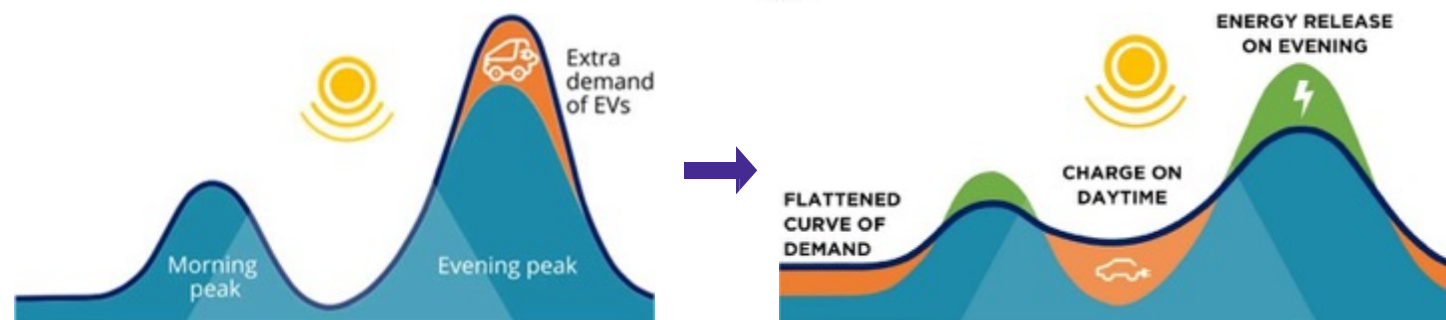 Extra
demand
of EVs
Morning
peak
Evening peak
ENERGY RELEASE
ON EVENING
CHARGE ON
DAYTIME
FLATTENED
CURVE OF
DEMAND